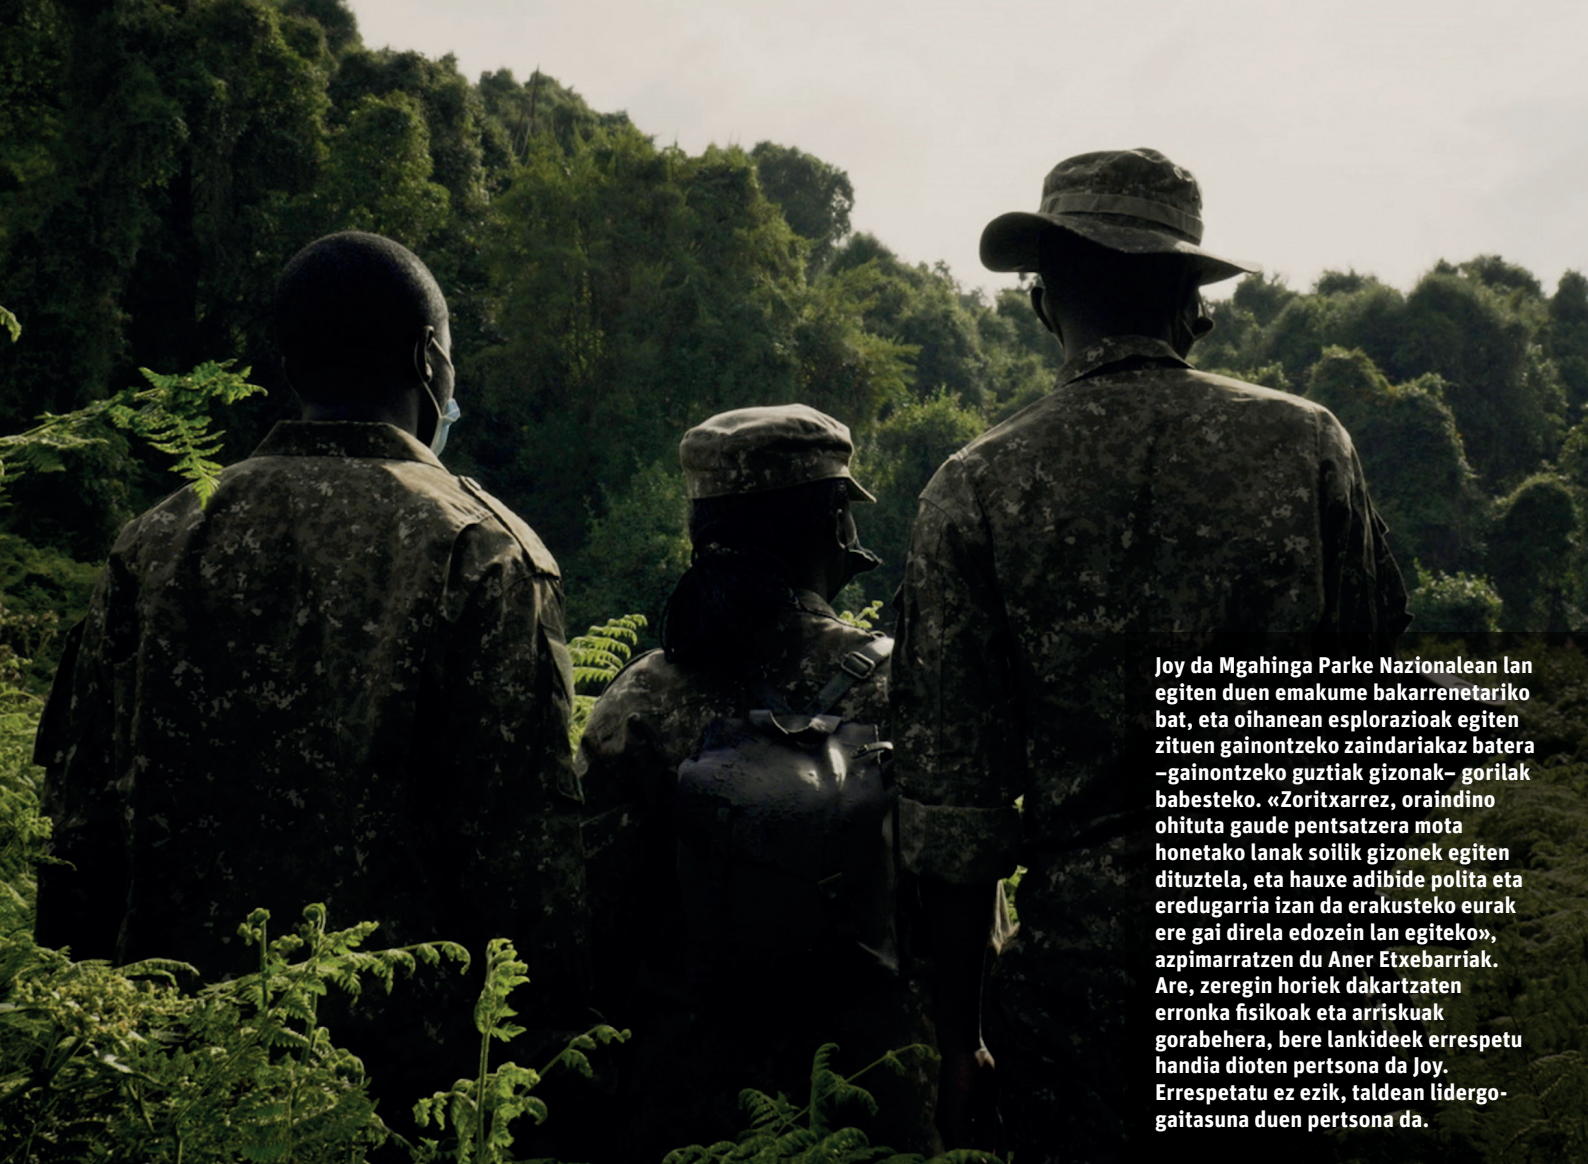 Joy da Mgahinga Parke Nazionalean lan
egiten duen emakume bakarrenetariko
bat, eta oihanean esplorazioak egiten
zituen gainontzeko zaindariakaz batera
–gainontzeko guztiak gizonak– gorilak
babesteko. «Zoritxarrez, oraindino
ohituta gaude pentsatzera mota
honetako lanak soilik gizonek egiten
dituztela, eta hauxe adibide polita eta
eredugarria izan da erakusteko eurak
ere gai direla edozein lan egiteko»,
azpimarratzen du Aner Etxebarriak.
Are, zeregin horiek dakartzaten
erronka fisikoak eta arriskuak
gorabehera, bere lankideek errespetu
handia dioten pertsona da Joy.
Errespetatu ez ezik, taldean lidergo-
gaitasuna duen pertsona da.